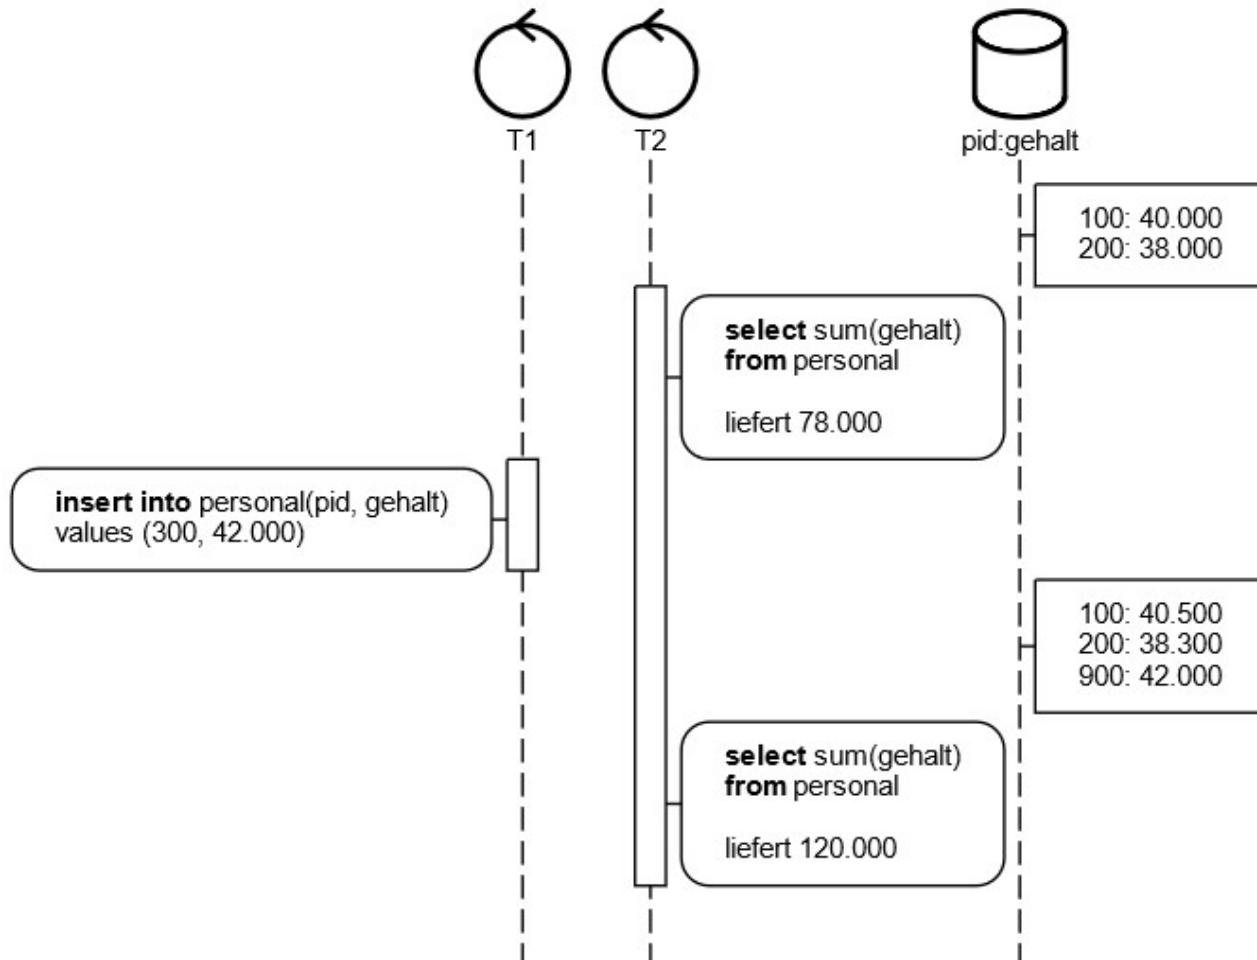 T1
T2
pid:gehalt
100: 40.000
200: 38.000
select sum(gehalt)
from personal
liefert 78.000
insert into personal(pid, gehalt)
values (300, 42.000)
100: 40.500
200: 38.300
900: 42.000
select sum(gehalt)
from personal
liefert 120.000